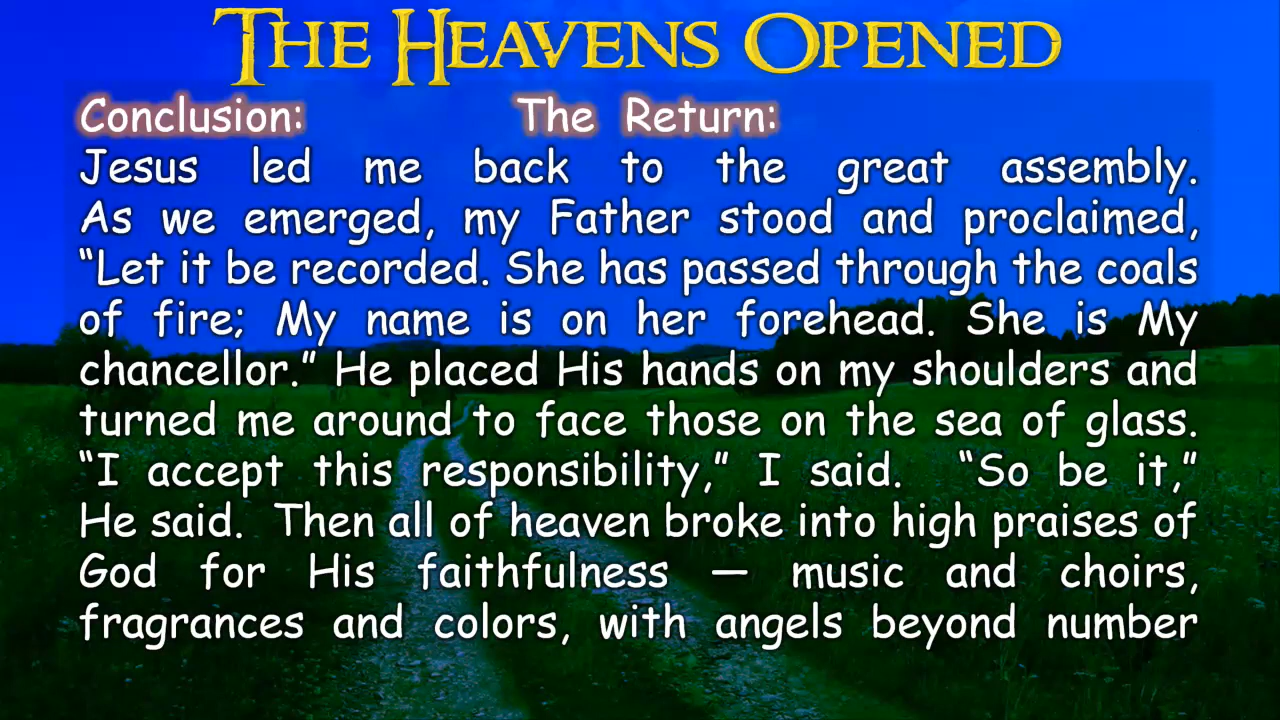 THE HEAVENS OPENED
Conclusion: The Return:
Jesus led me back to the great assembly.
As we emerged, my Father stood and proclaimed,
“Let it be recorded. She has passed through the coals
of fire; My name is on her forehead. She is My
chancellor.” He placed His hands on my shoulders and
turned me around to face those on the sea of glass.
“I accept this responsibility,” I said. “So be it,”
He said. Then all of heaven broke into high praises of
God for His faithfulness — music and choirs,
fragrances and colors, with angels beyond number